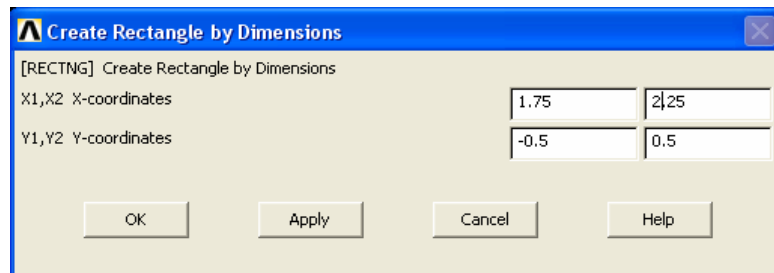 Create Rectangle by Dimensions
[RECTNG] Create Rectangle by Dimensions
X1,X2 X-coordinates 1.75 2.25
Y1,Y2 Y-coordinates -0.5 0.5
OK Apply Cancel Help